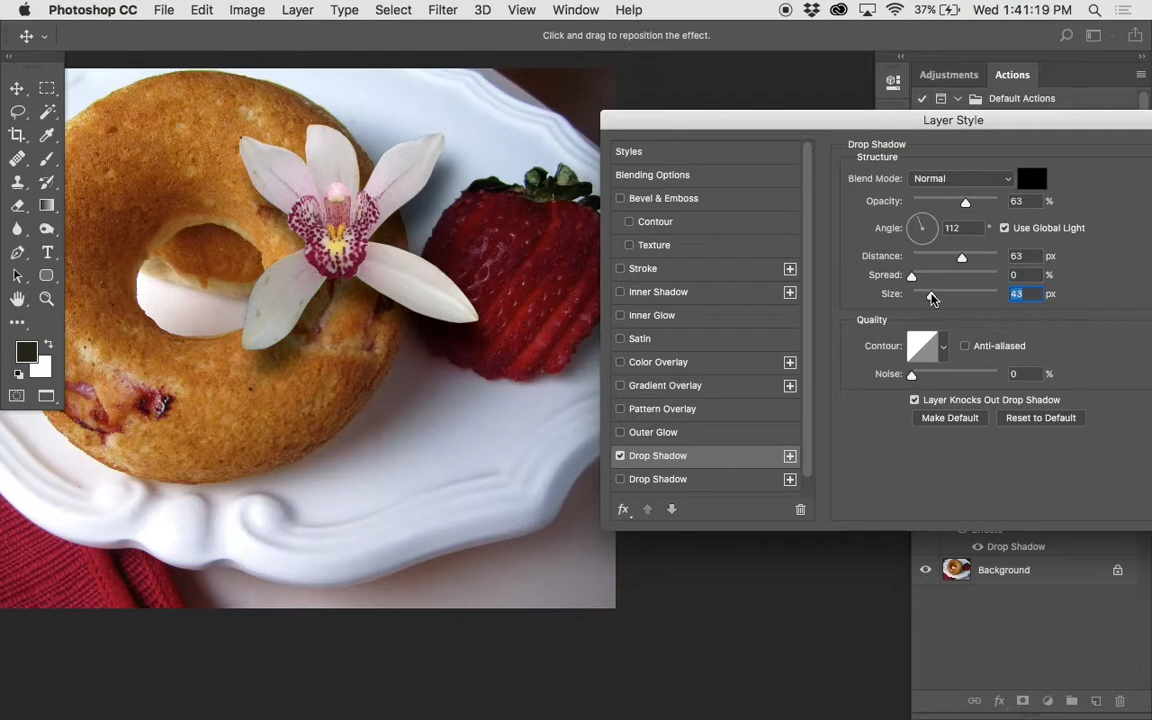 Photoshop CC File Edit Image Layer Type Select Filter 3D View Window Help 37% Wed 1:41:19 PM
Click and drag to reposition the effect.
Adjustments Actions
Default Actions
Layer Style
Styles
Blending Options
Bevel & Emboss
Contour
Texture
Stroke
Inner Shadow
Inner Glow
Satin
Color Overlay
Gradient Overlay
Pattern Overlay
Outer Glow
Drop Shadow
Drop Shadow
fx
Drop Shadow
Structure
Blend Mode: Normal
Opacity: 63 %
Angle: 112 ° Use Global Light
Distance: 63 px
Spread: 0 %
Size: 43 px
Quality
Contour: Anti-aliased
Noise: 0 %
Layer Knocks Out Drop Shadow
Make Default Reset to Default
Drop Shadow
Background
fx